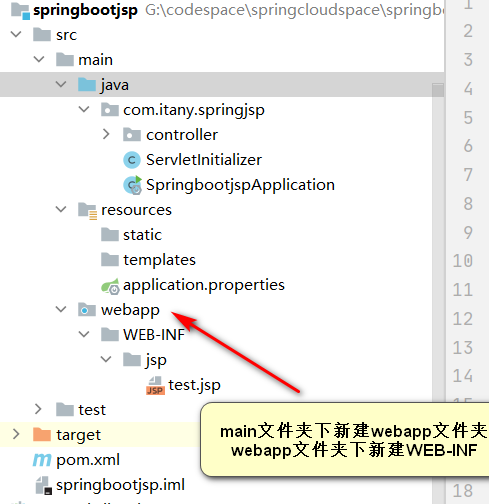 springbootjsp G:\codespace\springcloudspace\springb
src
main
java
com.itany.springjsp
controller
ServletInitializer
SpringbootjspApplication
resources
static
templates
application.properties
webapp
WEB-INF
jsp
JSP test.jsp
test
target
pom.xml
springbootjsp.iml
main文件夹下新建webapp文件夹
webapp文件夹下新建WEB-INF
2
3
4
5
6
7
8
9
10
11
12
13
14
15
18